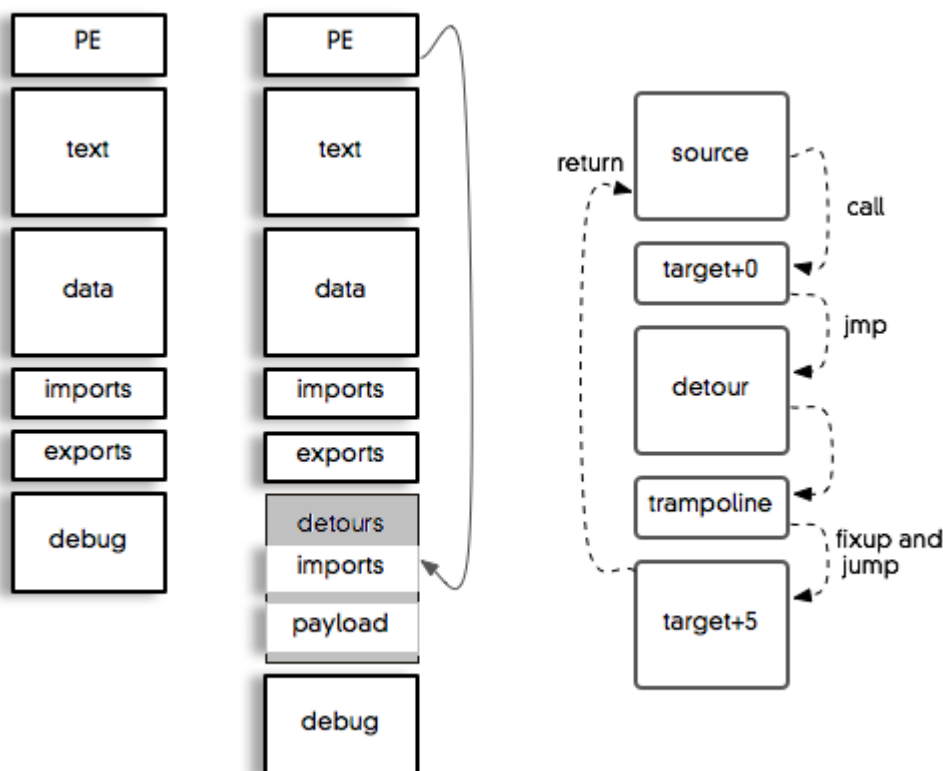 PE
text
data
imports
exports
debug
PE
text
data
imports
exports
detours
imports
payload
debug
source
return
call
target+0
jmp
detour
trampoline
fixup and
jump
target+5